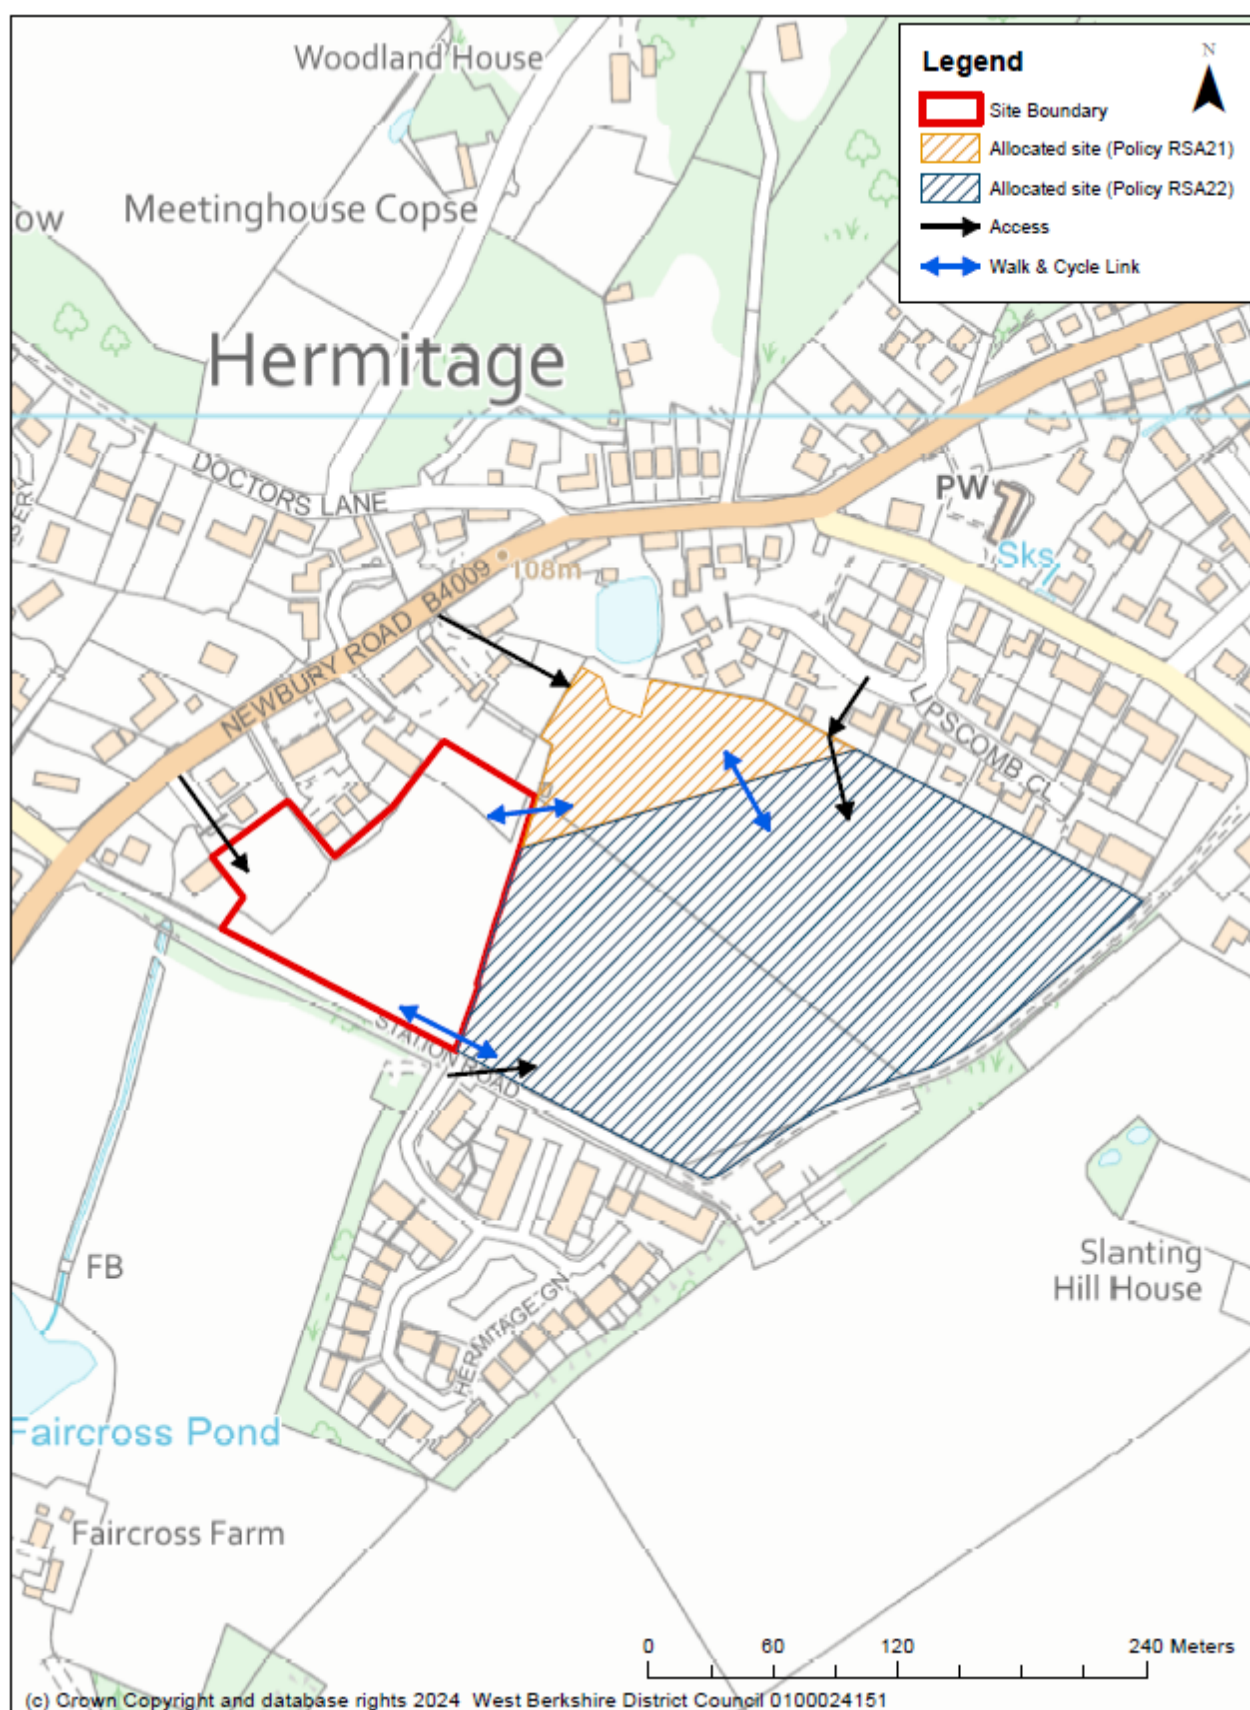 Woodland House
Legend
N
Site Boundary
Allocated site (Policy RSA21)
Allocated site (Policy RSA22)
Access
Walk & Cycle Link
ow
Meetinghouse Copse
Hermitage
DOCTORS LANE
SERY
PW
Sks
108m
NEWBURY ROAD B4009
LIPSCOMB CL
STATION ROAD
FB
Slanting
Hill House
HERMITAGE GN
Faircross Pond
Faircross Farm
0 60 120 240 Meters
(c) Crown Copyright and database rights 2024 West Berkshire District Council 0100024151